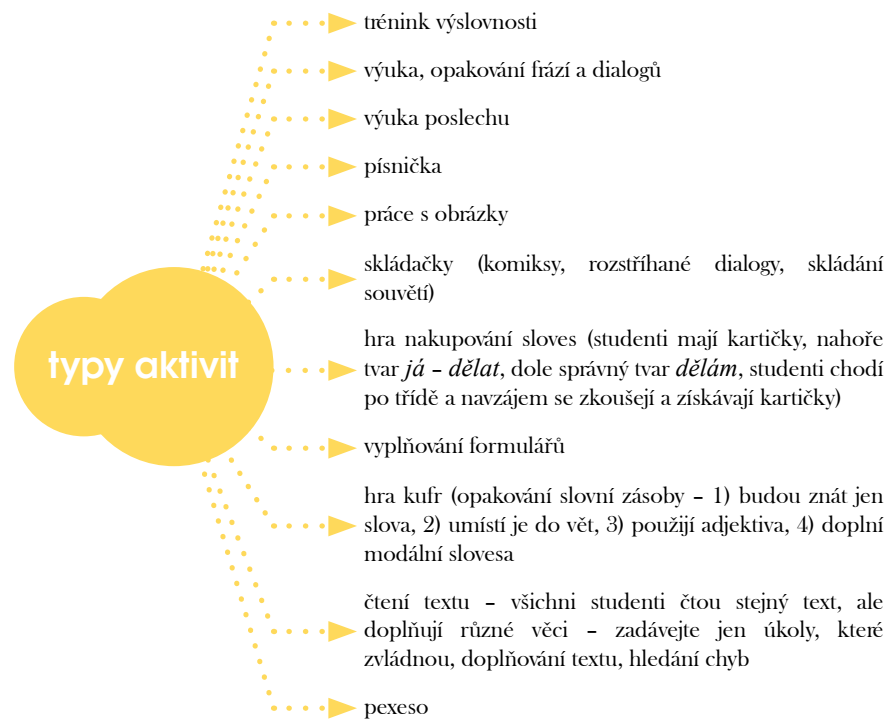 trénink výslovnosti
výuka, opakování frází a dialogů
výuka poslechu
písnička
práce s obrázky
skládačky (komiksy, rozstříhané dialogy, skládání
souvětí)
typy aktivit
hra nakupování sloves (studenti mají kartičky, nahoře
tvar já – dělat, dole správný tvar dělám, studenti chodí
po třídě a navzájem se zkoušejí a získávají kartičky)
vyplňování formulářů
hra kufr (opakování slovní zásoby – 1) budou znát jen
slova, 2) umístí je do vět, 3) použijí adjektiva, 4) doplní
modální slovesa
čtení textu – všichni studenti čtou stejný text, ale
doplňují různé věci – zadávejte jen úkoly, které
zvládnou, doplňování textu, hledání chyb
pexeso